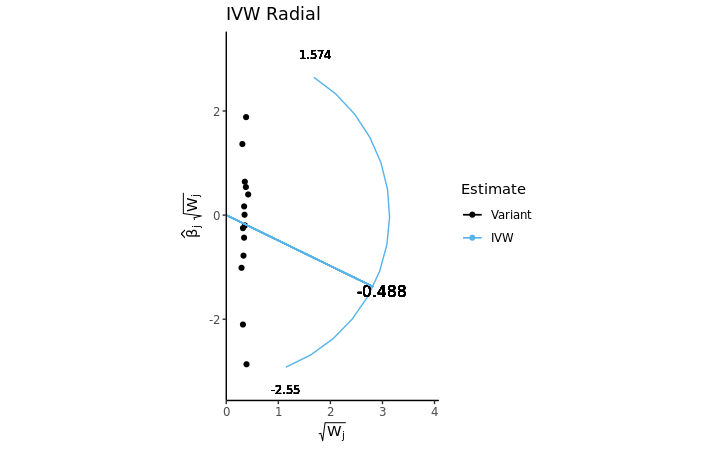 IVW Radial
1.574
2
0
-2
β̂j √Wj
-0.488
-2.55
0 1 2 3 4
√Wj
Estimate
Variant
IVW